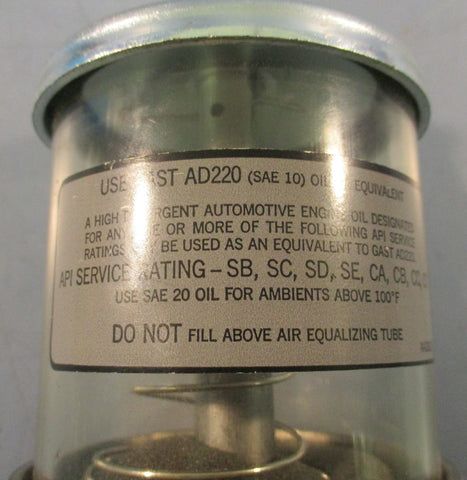 USE GAST AD220 (SAE 10) OIL EQUIVALENT
A HIGH DETERGENT AUTOMOTIVE ENGINE OIL DESIGNATED
FOR ANY ONE OR MORE OF THE FOLLOWING API SERVICE
RATINGS MAY BE USED AS AN EQUIVALENT TO GAST AD220.
API SERVICE RATING – SB, SC, SD, SE, CA, CB, CC,
USE SAE 20 OIL FOR AMBIENTS ABOVE 100°F
DO NOT FILL ABOVE AIR EQUALIZING TUBE